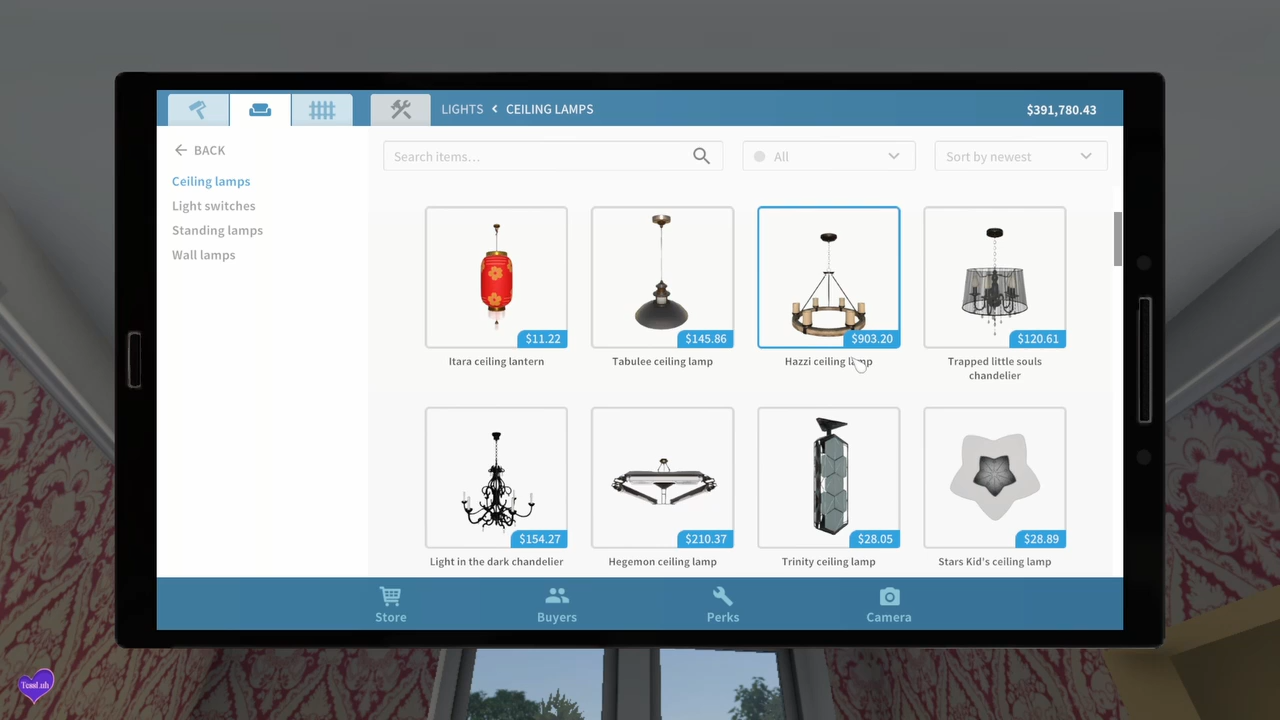 LIGHTS < CEILING LAMPS
$391,780.43
BACK
Search items...
All
Sort by newest
Ceiling lamps
Light switches
Standing lamps
Wall lamps
$11.22
$145.86
$903.20
$120.61
Itara ceiling lantern
Tabulee ceiling lamp
Hazzi ceiling lamp
Trapped little souls
chandelier
$154.27
$210.37
$28.05
$28.89
Light in the dark chandelier
Hegemon ceiling lamp
Trinity ceiling lamp
Stars Kid's ceiling lamp
Store
Buyers
Perks
Camera